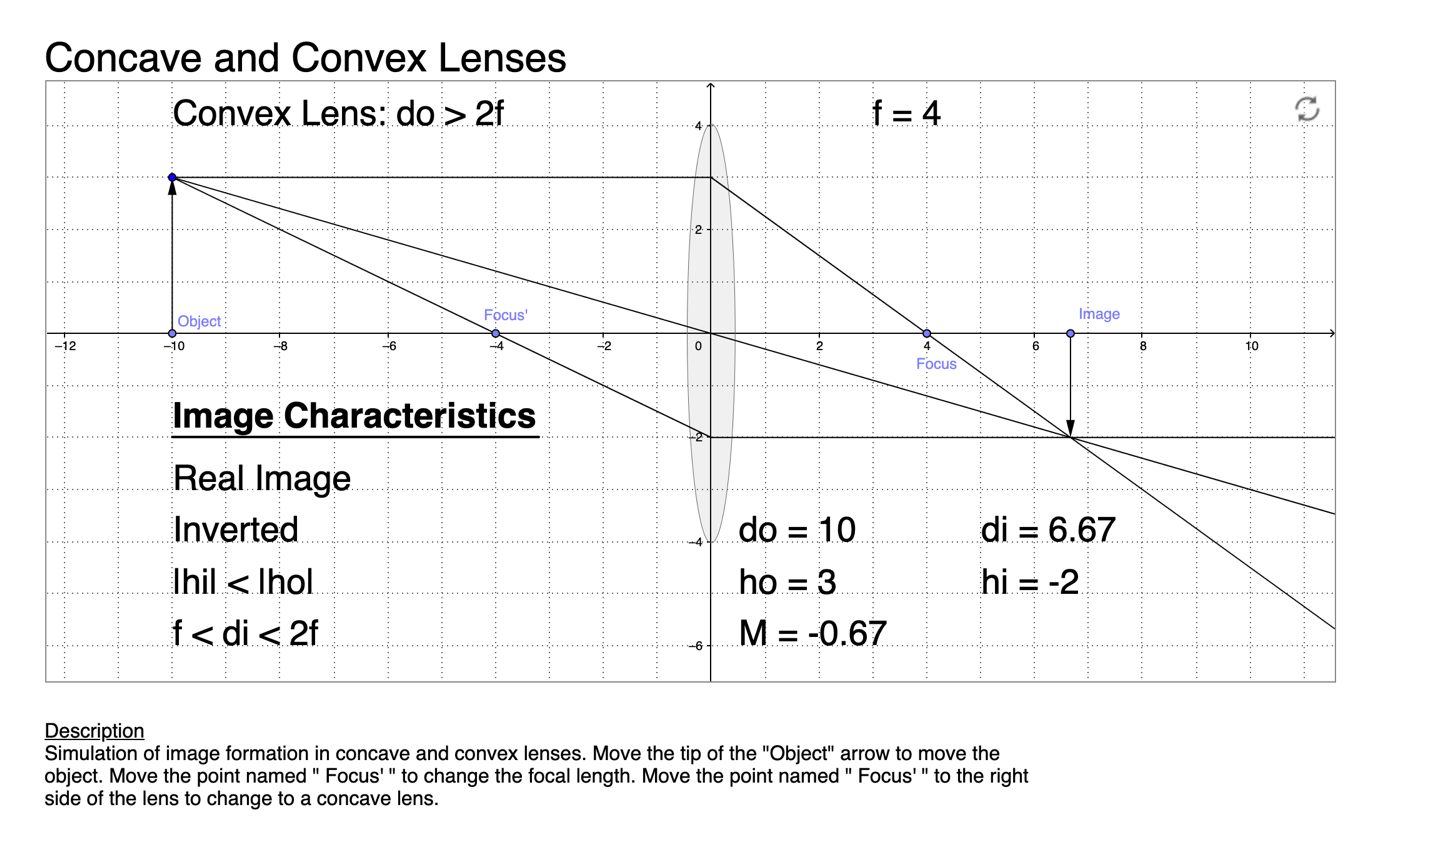 Concave and Convex Lenses
Convex Lens: do > 2f
f = 4
4
2
Object
Focus'
Image
−12
−10
−8
−6
−4
−2
0
2
4
6
8
10
Focus
Image Characteristics
−2
Real Image
Inverted
do = 10
di = 6.67
−4
|hi| < |ho|
ho = 3
hi = -2
f < di < 2f
M = -0.67
−6
Description
Simulation of image formation in concave and convex lenses. Move the tip of the "Object" arrow to move the
object. Move the point named " Focus' " to change the focal length. Move the point named " Focus' " to the right
side of the lens to change to a concave lens.